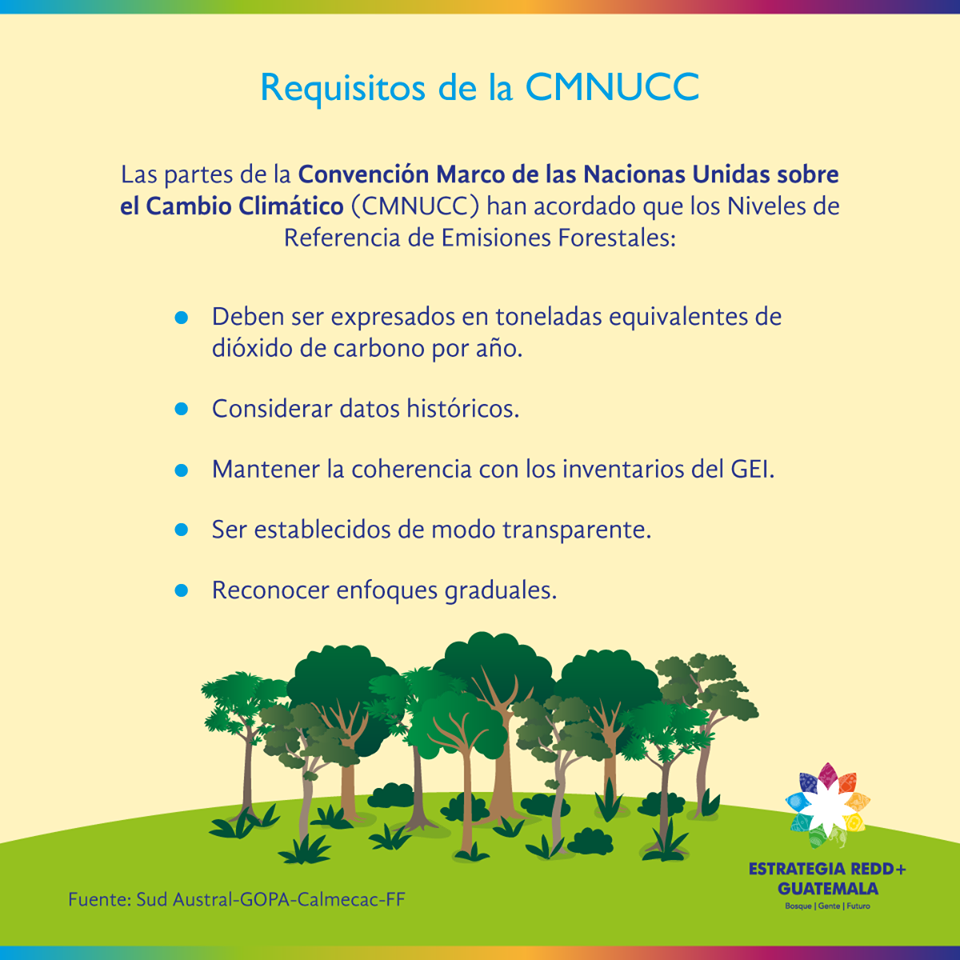 Requisitos de la CMNUCC
Las partes de la Convención Marco de las Nacionas Unidas sobre
el Cambio Climático (CMNUCC) han acordado que los Niveles de
Referencia de Emisiones Forestales:
Deben ser expresados en toneladas equivalentes de
dióxido de carbono por año.
Considerar datos históricos.
Mantener la coherencia con los inventarios del GEI.
Ser establecidos de modo transparente.
Reconocer enfoques graduales.
ESTRATEGIA REDD+
GUATEMALA
Bosque | Gente | Futuro
Fuente: Sud Austral-GOPA-Calmecac-FF